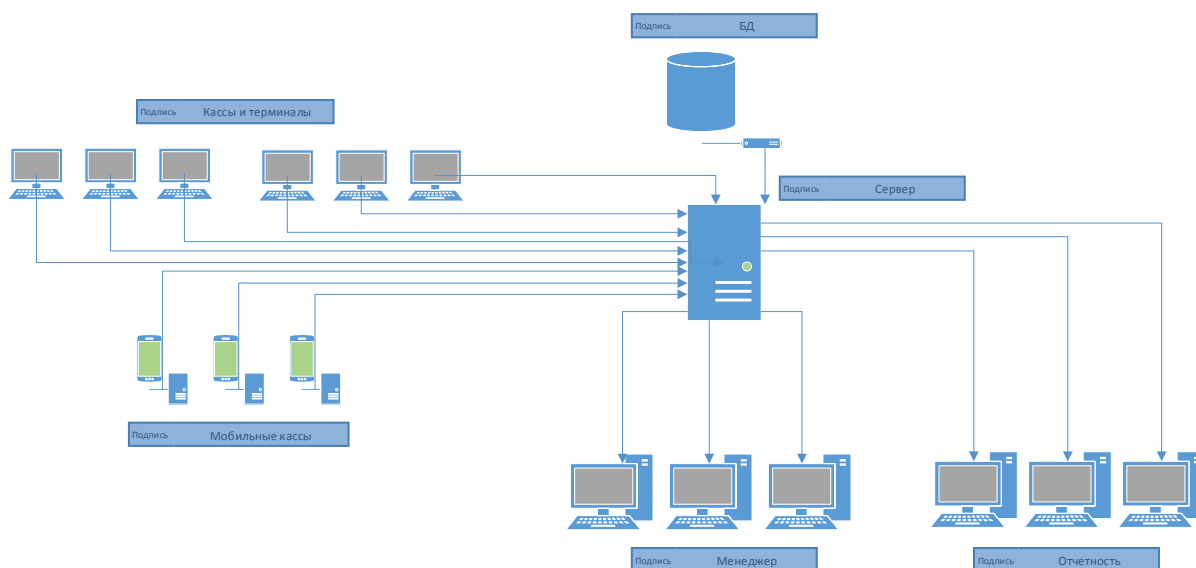 Подпись БД
Подпись Кассы и терминалы
Подпись Сервер
Подпись Мобильные кассы
Подпись Менеджер
Подпись Отчетность